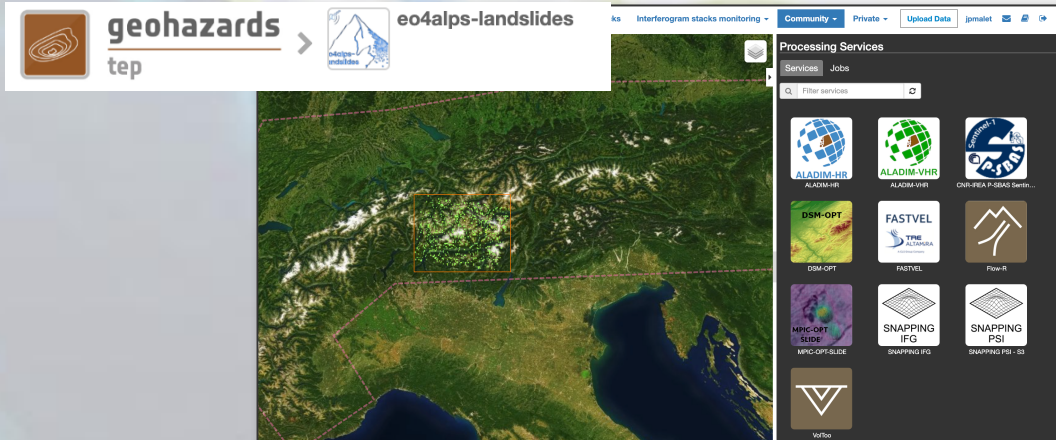 geohazards
tep
e04alps-
landslides
eo4alps-landslides
ks
Interferogram stacks monitoring
Community
Private
Upload Data
jpmalet
Processing Services
Services
Jobs
Filter services
ALADIM-HR
ALADIM-HR
ALADIM-VHR
ALADIM-VHR
Sentinel-1
P-SBAS
CNR-IREA P-SBAS Sentin...
DSM-OPT
DSM-OPT
FASTVEL
TRE
ALTAMIRA
FASTVEL
Flow-R
MPIC-OPT
SLIDE
MPIC-OPT-SLIDE
SNAPPING
IFG
SNAPPING IFG
SNAPPING
PSI
SNAPPING PSI - S3
VolToo